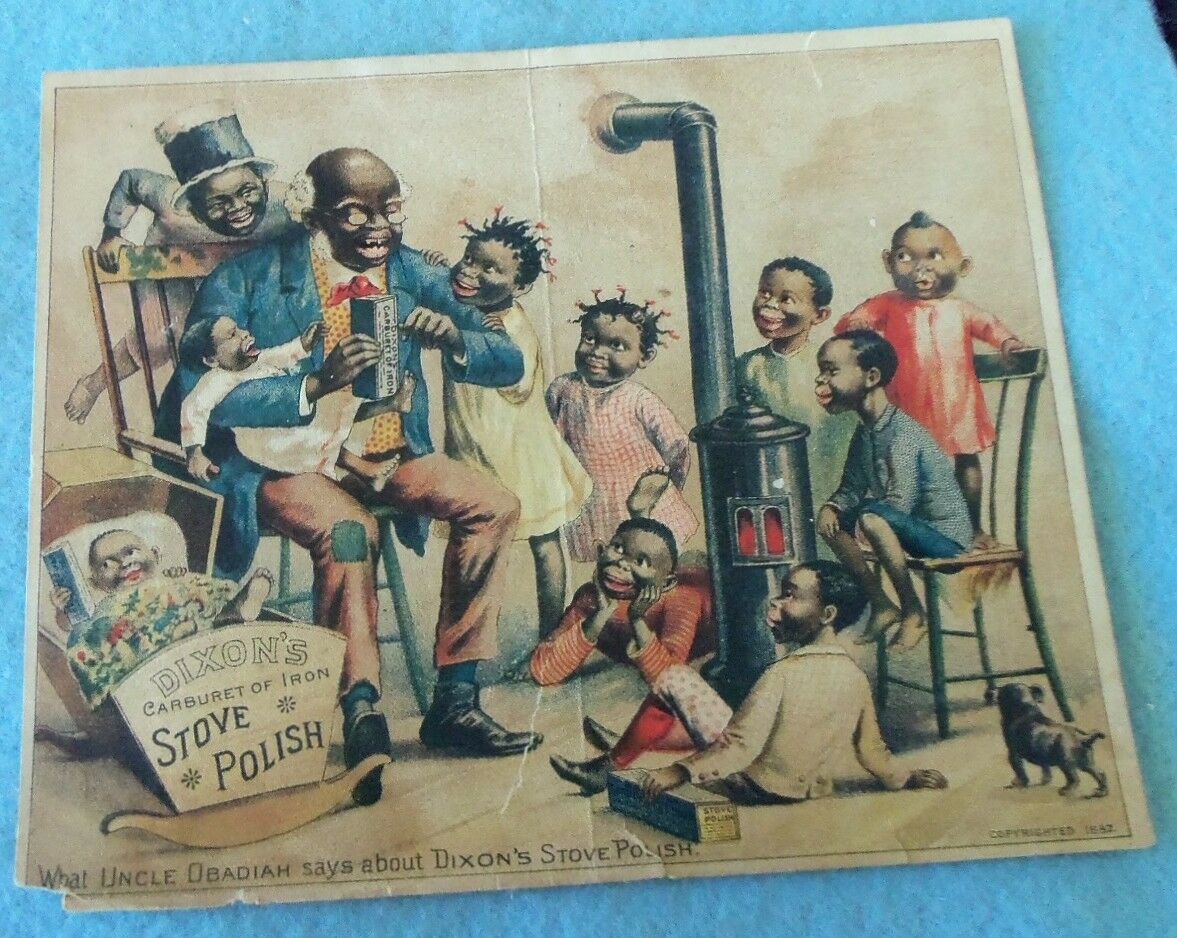 DIXON'S
CARBURET OF IRON
DIXON'S
CARBURET OF IRON
STOVE
POLISH
STOVE
POLISH
COPYRIGHTED 1887.
What UNCLE OBADIAH says about DIXON'S STOVE POLISH.